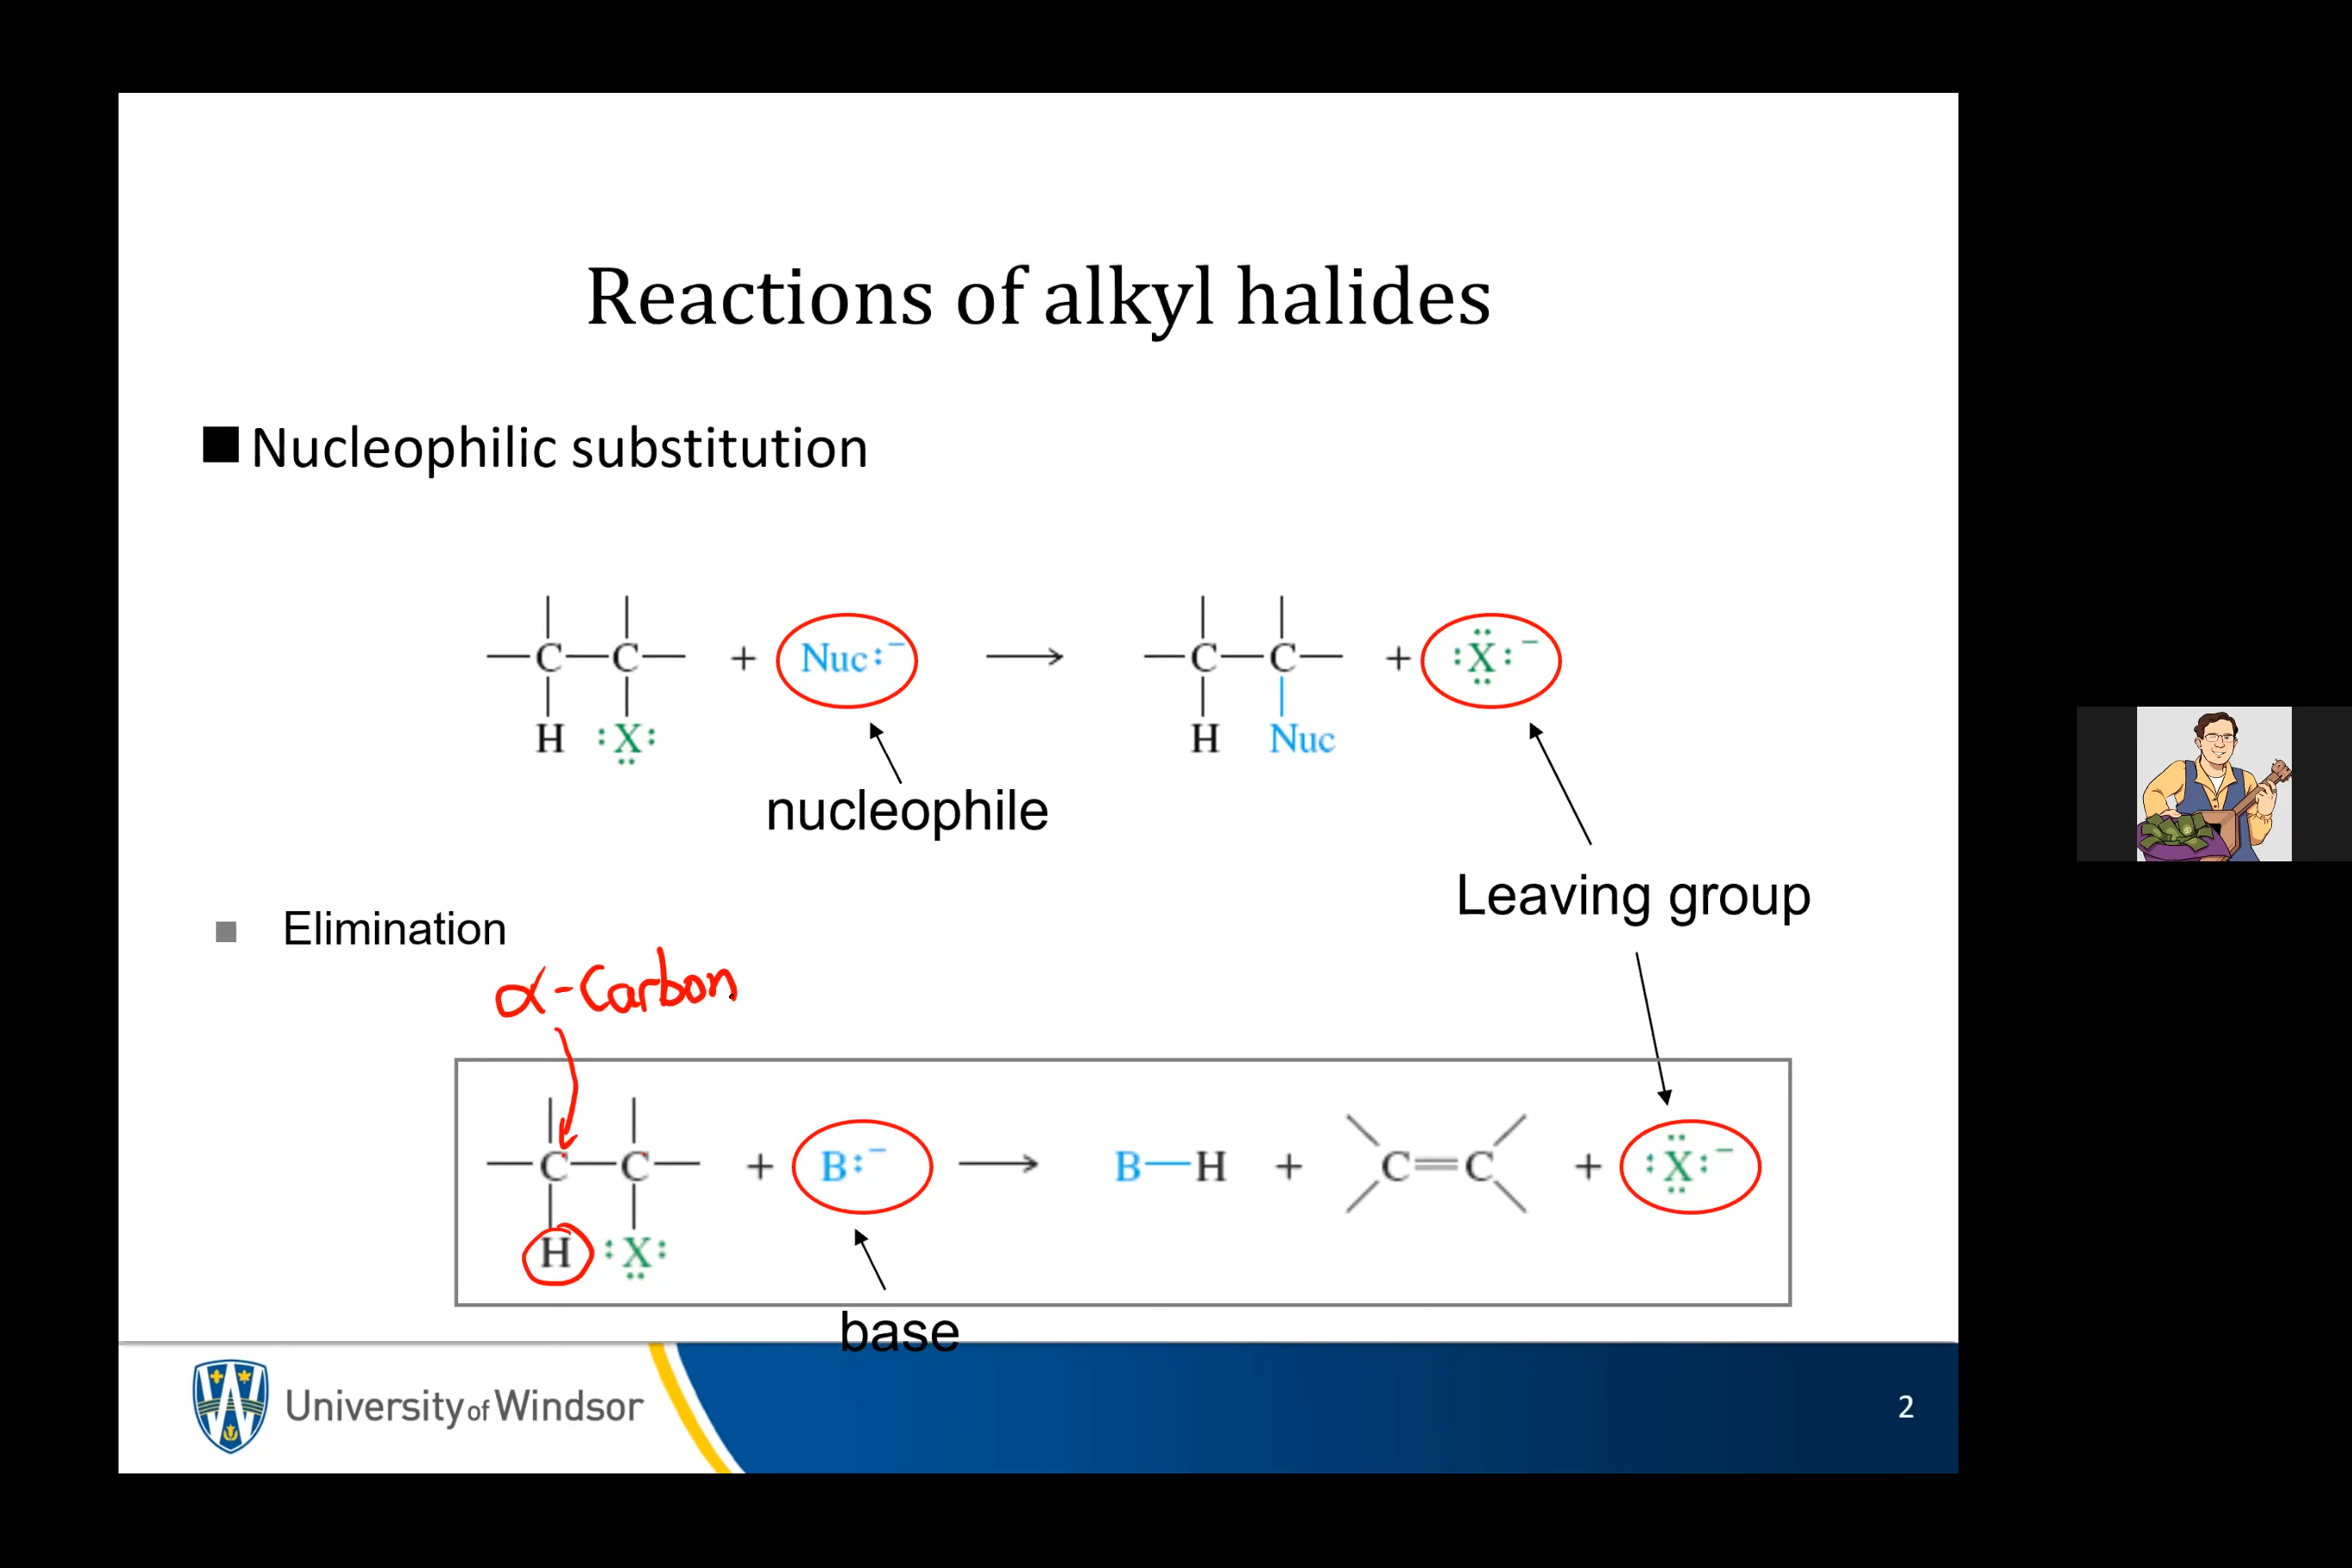 Reactions of alkyl halides
■ Nucleophilic substitution
—C—C— + Nuc:⁻ → —C—C— + :X:⁻
H :X: H Nuc
nucleophile
Leaving group
■ Elimination
α-Carbon
—C—C— + B:⁻ → B—H + C=C + :X:⁻
H :X:
base
University of Windsor
2